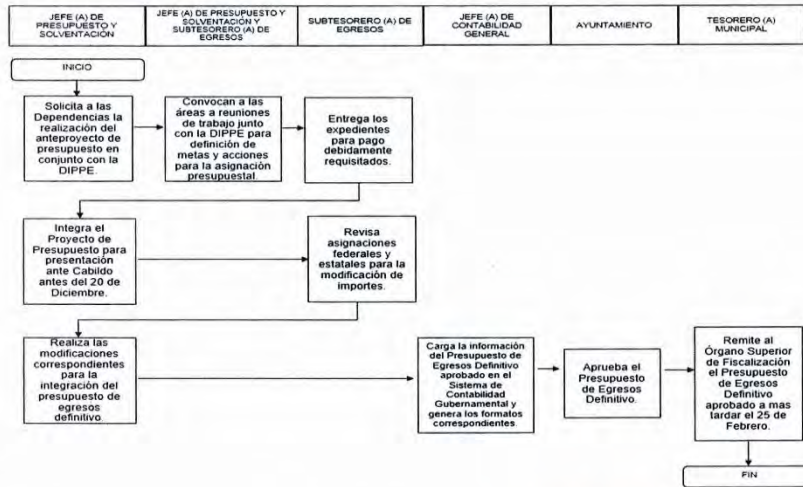 JEFE (A) DE
PRESUPUESTO Y
SOLVENTACIÓN
JEFE (A) DE PRESUPUESTO Y
SOLVENTACIÓN Y
SUBTESORERO (A) DE
EGRESOS
SUBTESORERO (A) DE
EGRESOS
JEFE (A) DE
CONTABILIDAD
GENERAL
AYUNTAMIENTO
TESORERO (A)
MUNICIPAL
INICIO
Solicita a las
Dependencias la
realización del
anteproyecto de
presupuesto en
conjunto con la
DIPPE.
Convocan a las
áreas a reuniones
de trabajo junto
con la DIPPE para
definición de
metas y acciones
para la asignación
presupuestal.
Entrega los
expedientes
para pago
debidamente
requisitados.
Integra el
Proyecto de
Presupuesto para
presentación
ante Cabildo
antes del 20 de
Diciembre.
Revisa
asignaciones
federales y
estatales para la
modificación de
importes.
Realiza las
modificaciones
correspondientes
para la
integración del
presupuesto de
egresos
definitivo.
Carga la información
del Presupuesto de
Egresos Definitivo
aprobado en el
Sistema de
Contabilidad
Gubernamental y
genera los formatos
correspondientes.
Aprueba el
Presupuesto
de Egresos
Definitivo.
Remite al
Órgano Superior
de Fiscalización
el Presupuesto
de Egresos
Definitivo
aprobado a mas
tardar el 25 de
Febrero.
FIN